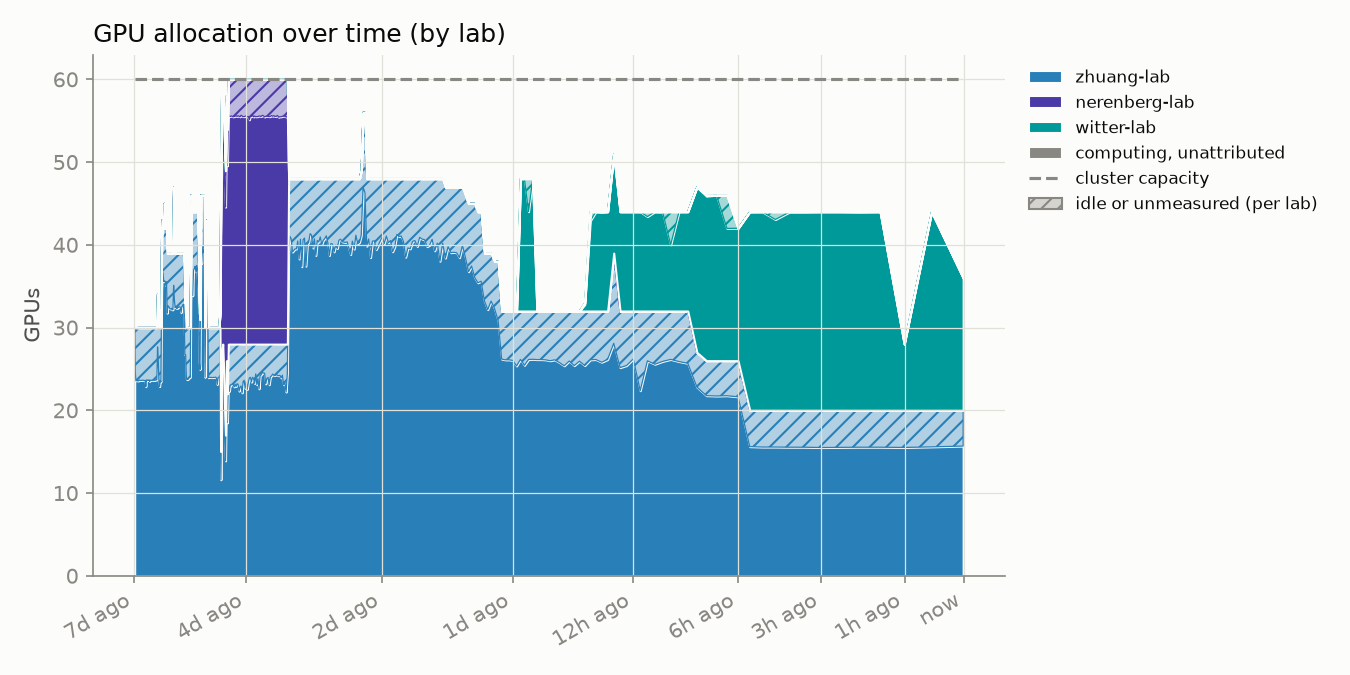 GPU allocation over time (by lab)
GPUs
60
50
40
30
20
10
0
7d ago
4d ago
2d ago
1d ago
12h ago
6h ago
3h ago
1h ago
now
zhuang-lab
nerenberg-lab
witter-lab
computing, unattributed
cluster capacity
idle or unmeasured (per lab)